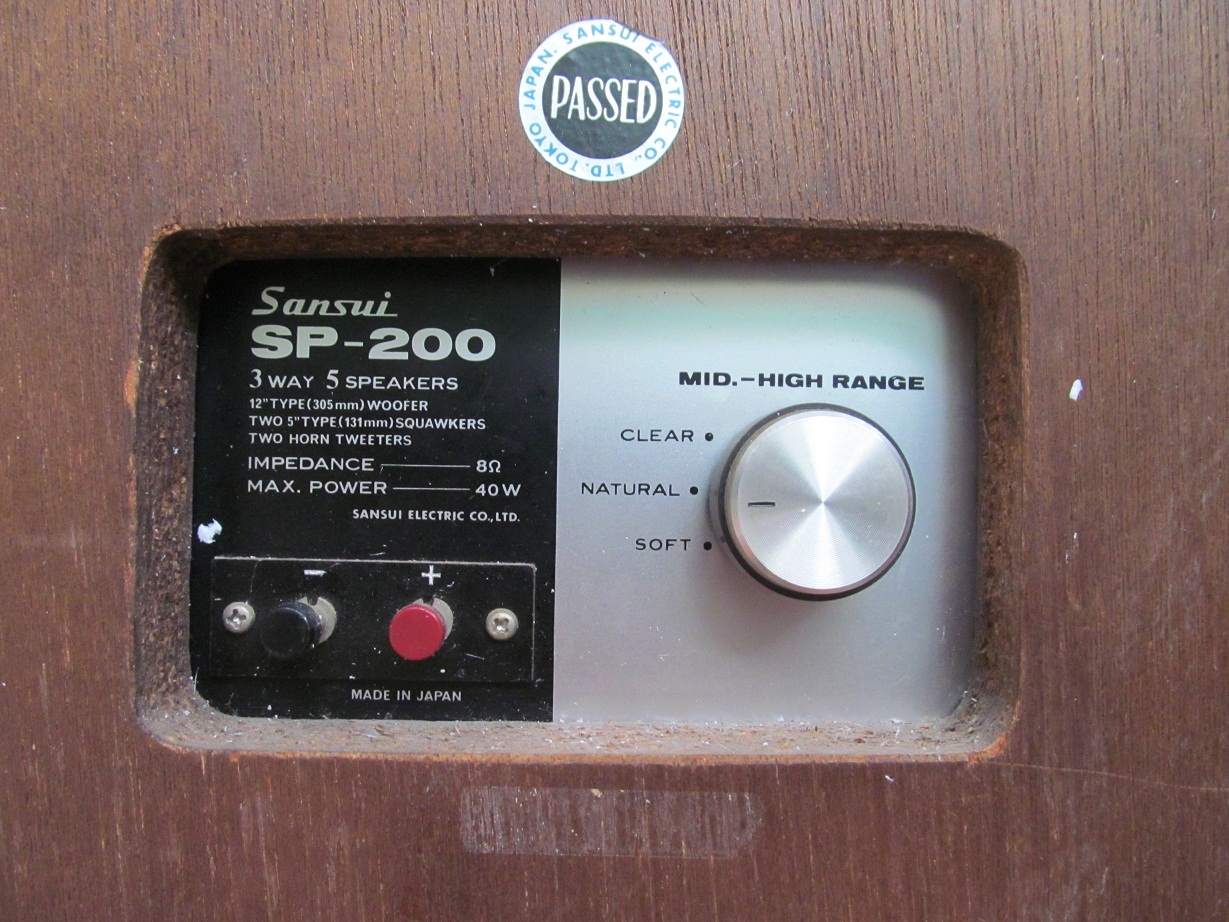 PASSED
SANSUI ELECTRIC CO., LTD. TOKYO JAPAN.
Sansui
SP-200
3 WAY 5 SPEAKERS
12"TYPE(305mm)WOOFER
TWO 5"TYPE(131mm)SQUAWKERS
TWO HORN TWEETERS
IMPEDANCE 8Ω
MAX. POWER 40W
SANSUI ELECTRIC CO.,LTD.
- +
MADE IN JAPAN
MID.-HIGH RANGE
CLEAR
NATURAL
SOFT